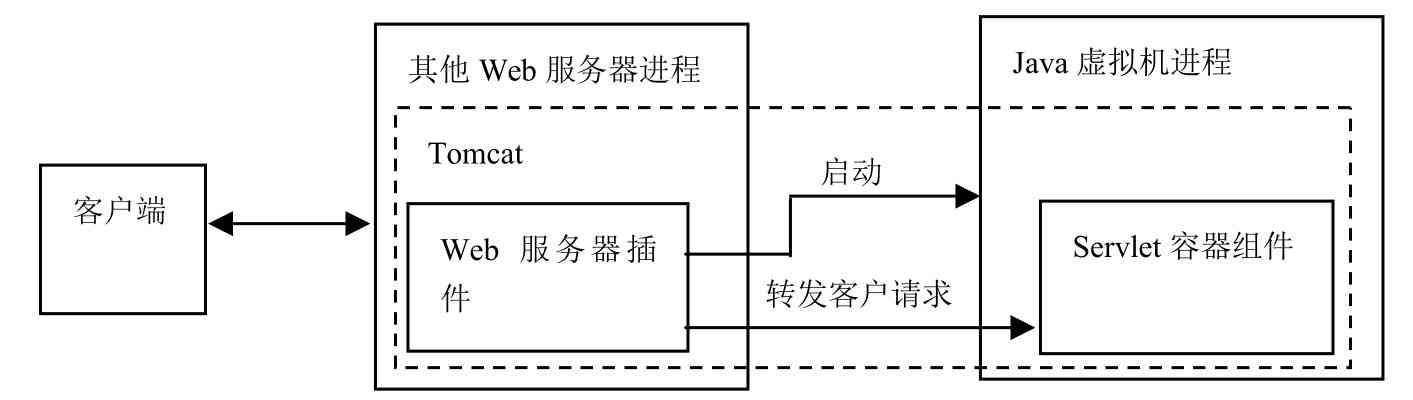 其他 Web 服务器进程
Java 虚拟机进程
Tomcat
启动
客户端
Web 服务器插
件
Servlet 容器组件
转发客户请求